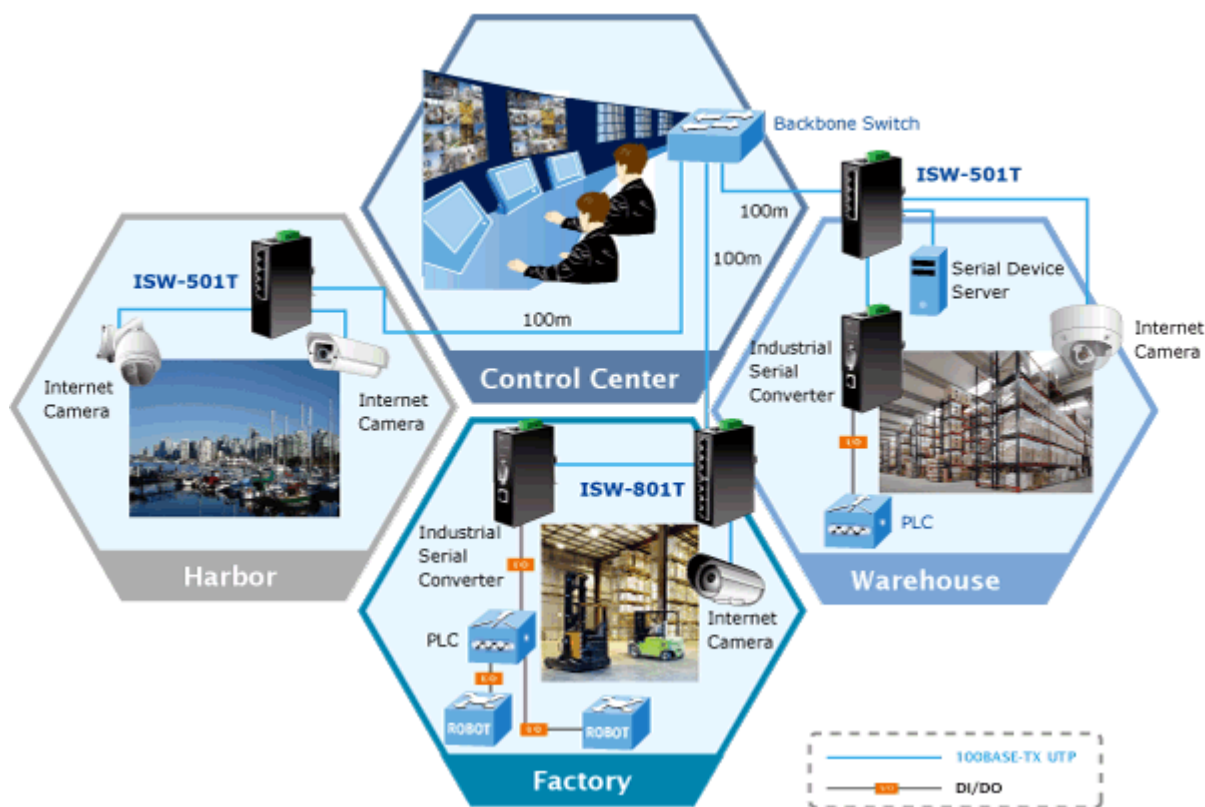 Backbone Switch
ISW-501T
100m
100m
100m
Serial Device
Server
Industrial
Serial
Converter
Internet
Camera
I/O
PLC
Warehouse
Control Center
ISW-501T
Internet
Camera
Internet
Camera
Harbor
ISW-801T
Industrial
Serial
Converter
I/O
PLC
I/O
ROBOT
I/O
ROBOT
Internet
Camera
Factory
100BASE-TX UTP
I/O
DI/DO